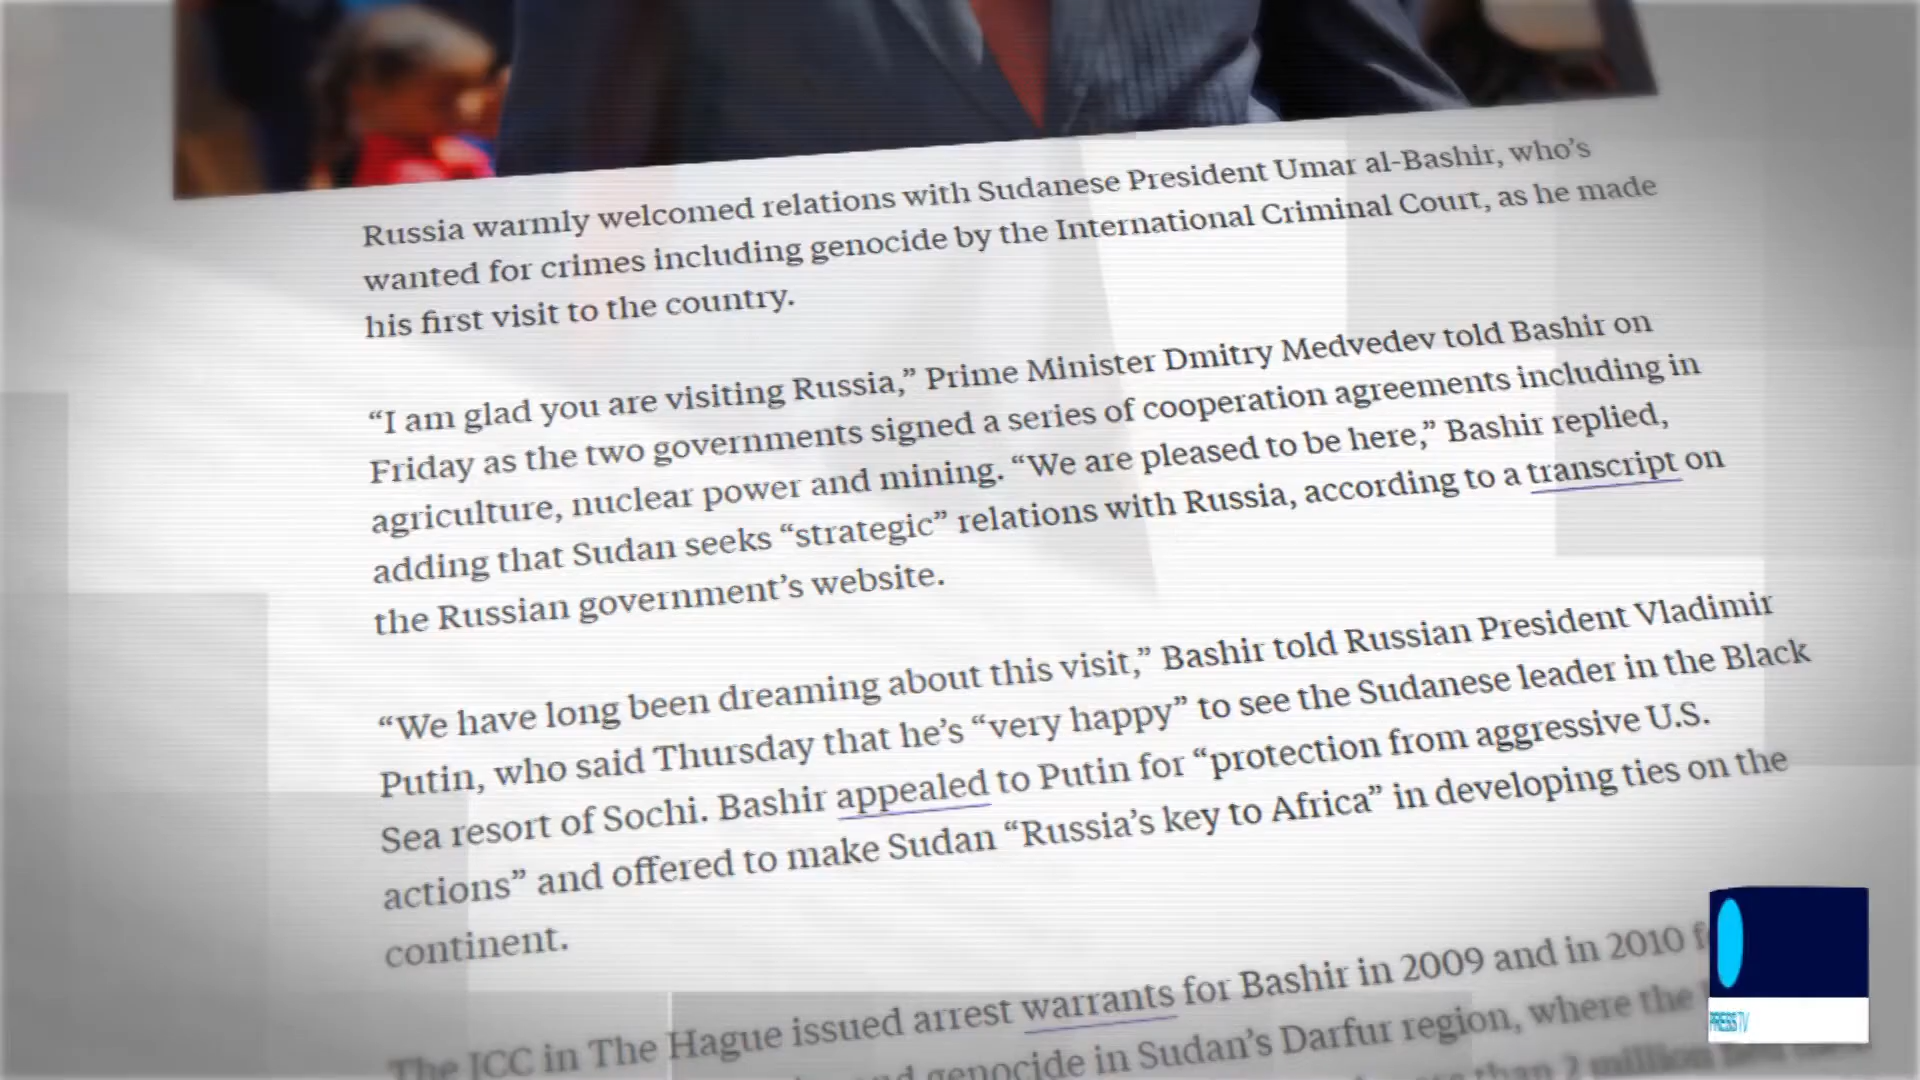 Russia warmly welcomed relations with Sudanese President Umar al-Bashir, who’s
wanted for crimes including genocide by the International Criminal Court, as he made
his first visit to the country.
“I am glad you are visiting Russia,” Prime Minister Dmitry Medvedev told Bashir on
Friday as the two governments signed a series of cooperation agreements including in
agriculture, nuclear power and mining. “We are pleased to be here,” Bashir replied,
adding that Sudan seeks “strategic” relations with Russia, according to a transcript on
the Russian government’s website.
“We have long been dreaming about this visit,” Bashir told Russian President Vladimir
Putin, who said Thursday that he’s “very happy” to see the Sudanese leader in the Black
Sea resort of Sochi. Bashir appealed to Putin for “protection from aggressive U.S.
actions” and offered to make Sudan “Russia’s key to Africa” in developing ties on the
continent.
The ICC in The Hague issued arrest warrants for Bashir in 2009 and in 2010
genocide in Sudan’s Darfur region, where the
than 2 million
PRESSTV